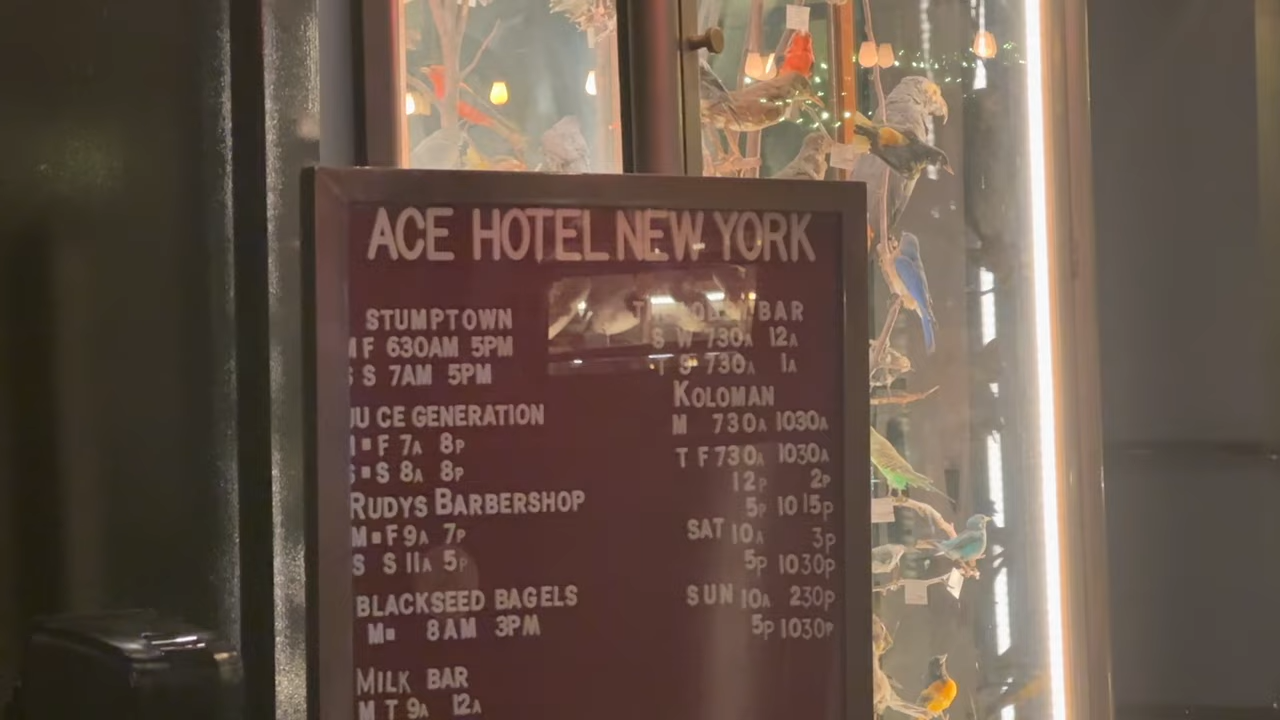 ACE HOTEL NEW YORK
STUMPTOWN
M F 630AM 5PM
S S 7AM 5PM
JU CE GENERATION
M F 7A 8P
S S 8A 8P
RUDYS BARBERSHOP
M F 9A 7P
S S 11A 5P
BLACKSEED BAGELS
M 8AM 3PM
MILK BAR
M T 9A 12A
BAR
S W 730A 12A
T S 730A 1A
KOLOMAN
M 730A 1030A
T F 730A 1030A
12P 2P
5P 1015P
SAT 10A 3P
5P 1030P
SUN 10A 230P
5P 1030P